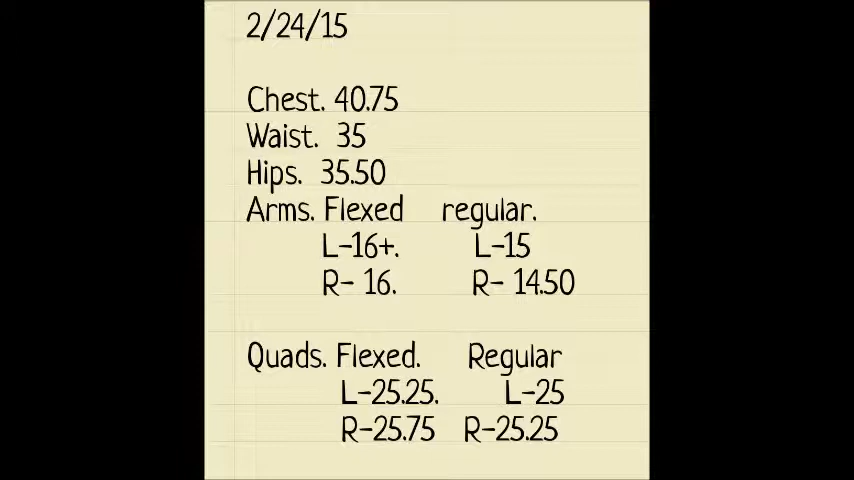 2/24/15
Chest. 40.75
Waist. 35
Hips. 35.50
Arms. Flexed regular.
L-16+. L-15
R- 16. R- 14.50
Quads. Flexed. Regular
L-25.25. L-25
R-25.75 R-25.25